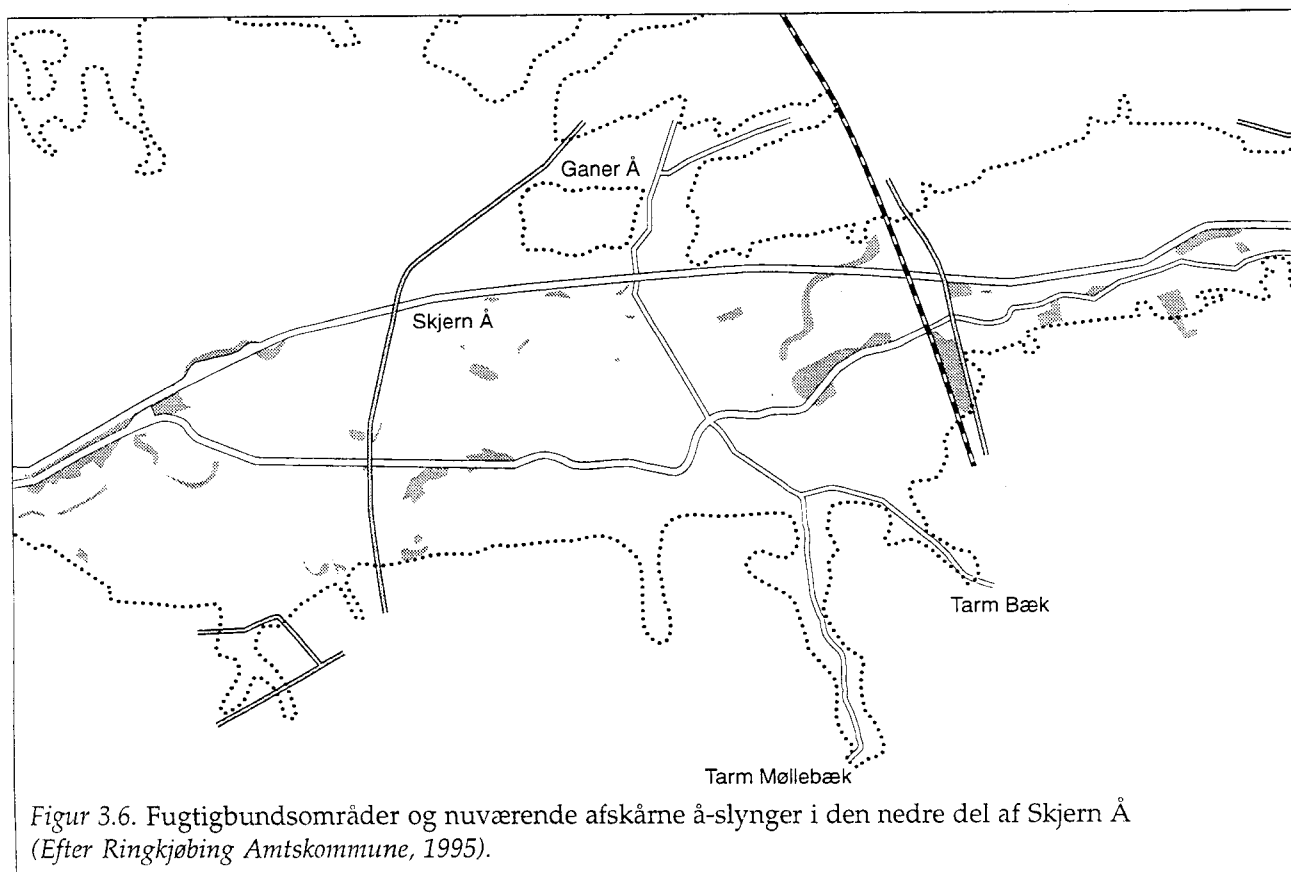 Ganer Å
Skjern Å
Tarm Bæk
Tarm Møllebæk
Figur 3.6. Fugtigbundsområder og nuværende afskårne å-slynger i den nedre del af Skjern Å
(Efter Ringkjøbing Amtskommune, 1995).